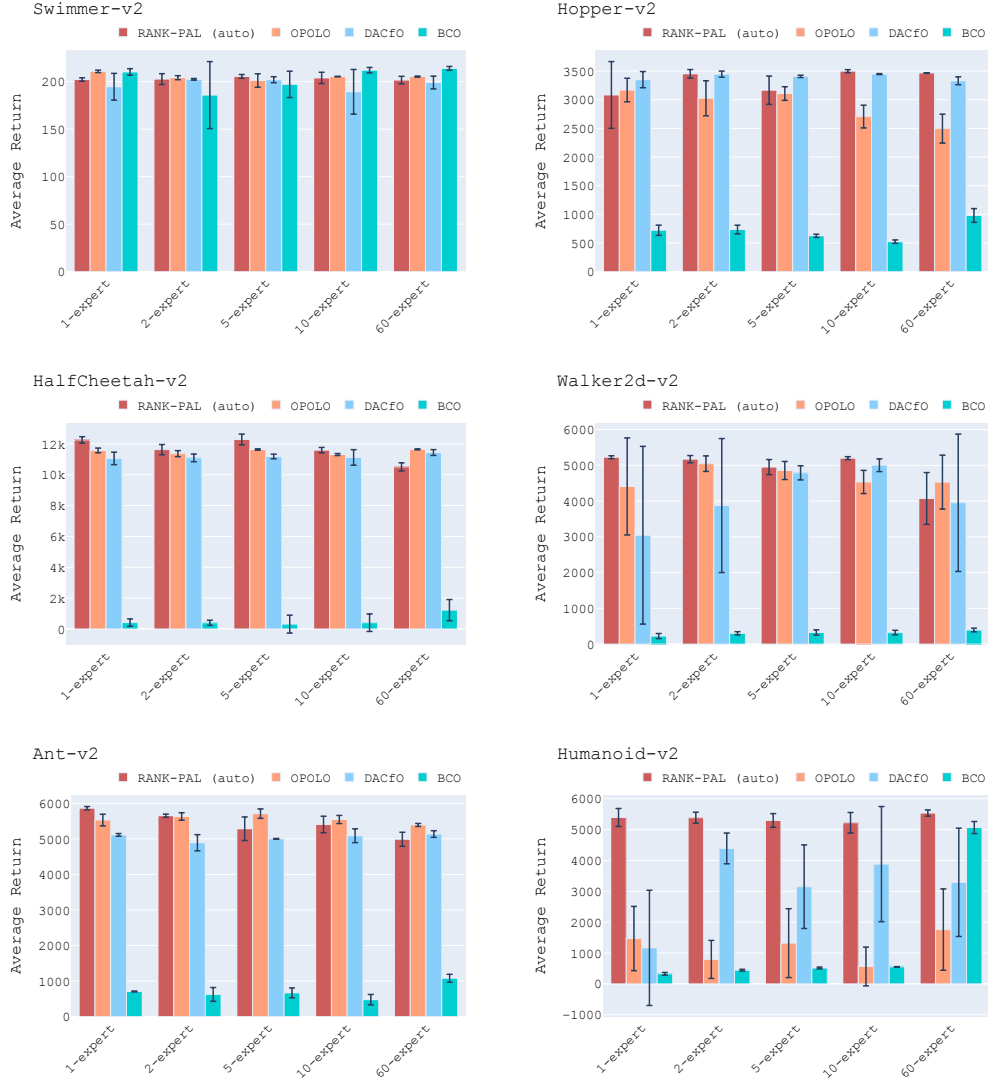 Swimmer-v2
RANK-PAL (auto) OPOLO DACfO BCO
Average Return
200
150
100
50
0
1-expert
2-expert
5-expert
10-expert
60-expert
Hopper-v2
RANK-PAL (auto) OPOLO DACfO BCO
Average Return
3500
3000
2500
2000
1500
1000
500
0
1-expert
2-expert
5-expert
10-expert
60-expert
HalfCheetah-v2
RANK-PAL (auto) OPOLO DACfO BCO
Average Return
12k
10k
8k
6k
4k
2k
0
1-expert
2-expert
5-expert
10-expert
60-expert
Walker2d-v2
RANK-PAL (auto) OPOLO DACfO BCO
Average Return
6000
5000
4000
3000
2000
1000
0
1-expert
2-expert
5-expert
10-expert
60-expert
Ant-v2
RANK-PAL (auto) OPOLO DACfO BCO
Average Return
6000
5000
4000
3000
2000
1000
0
1-expert
2-expert
5-expert
10-expert
60-expert
Humanoid-v2
RANK-PAL (auto) OPOLO DACfO BCO
Average Return
6000
5000
4000
3000
2000
1000
0
−1000
1-expert
2-expert
5-expert
10-expert
60-expert